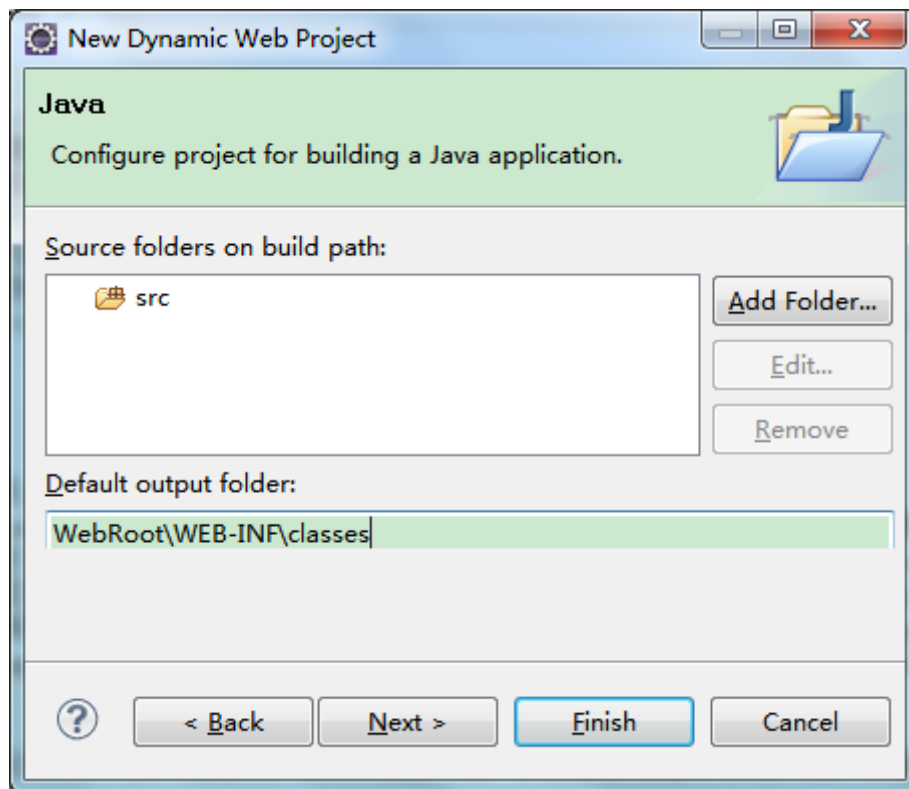 New Dynamic Web Project
Java
Configure project for building a Java application.
Source folders on build path:
src
Add Folder...
Edit...
Remove
Default output folder:
WebRoot\WEB-INF\classes
?
< Back
Next >
Finish
Cancel